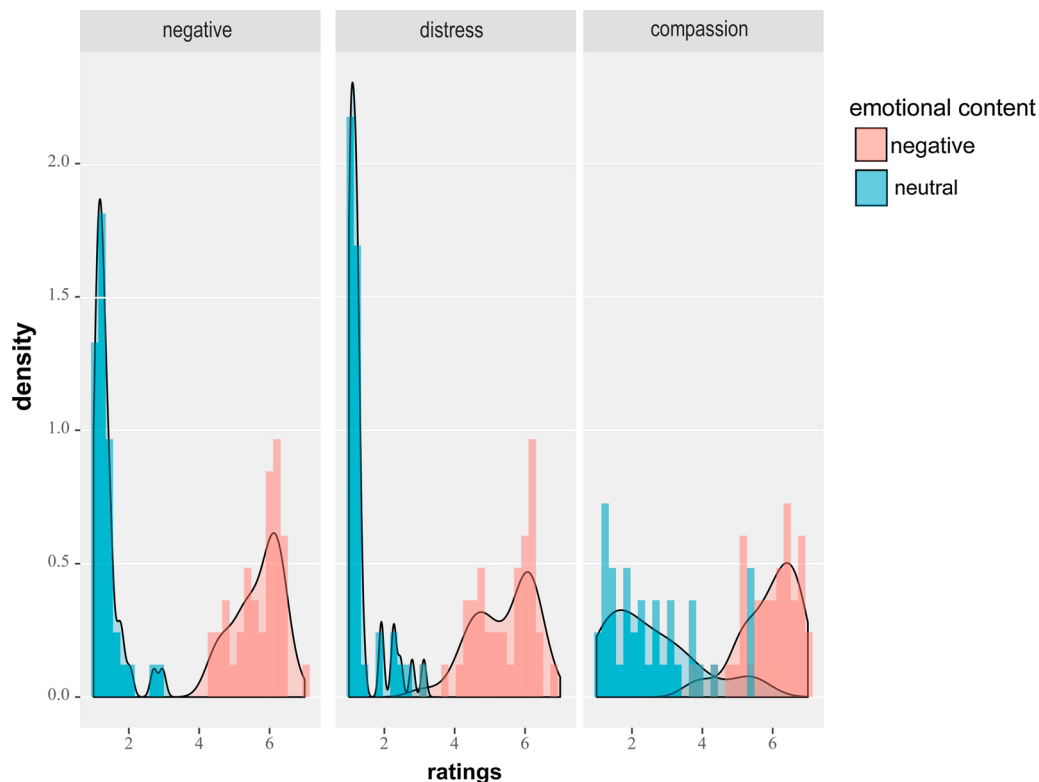 negative
distress
compassion
emotional content
negative
neutral
density
2.0
1.5
1.0
0.5
0.0
2 4 6
2 4 6
2 4 6
ratings